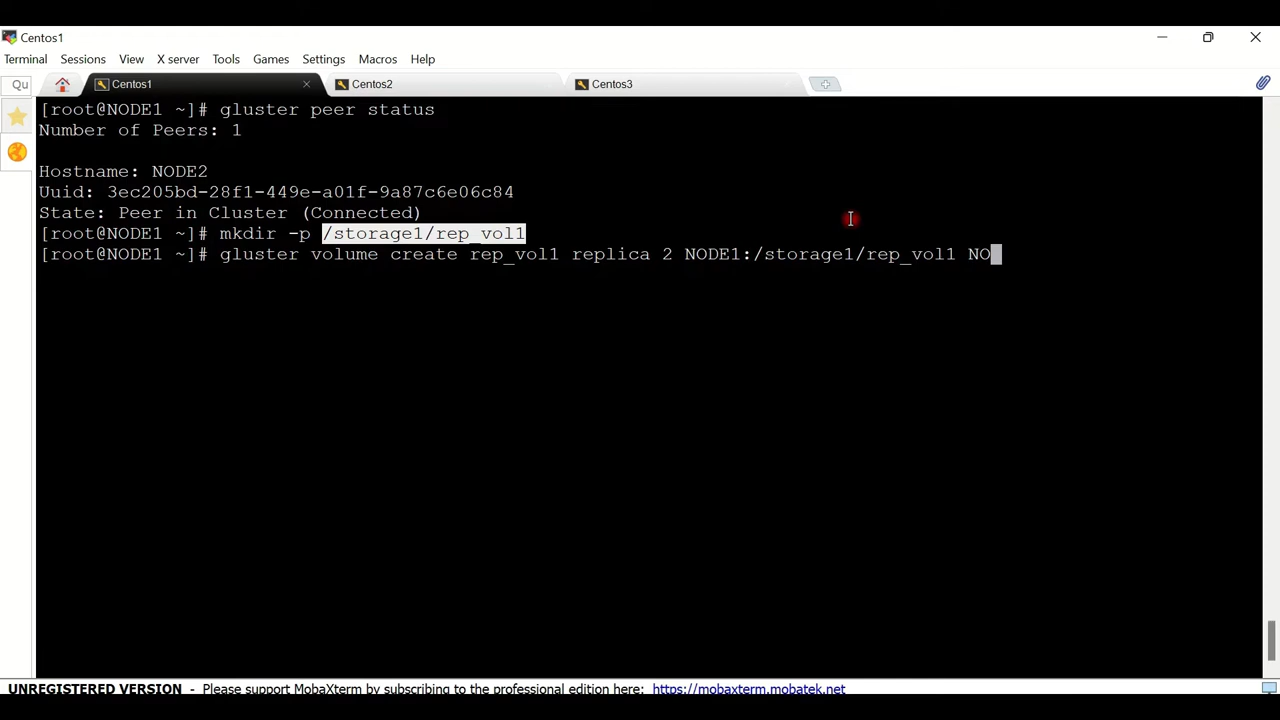 Centos1
Terminal Sessions View X server Tools Games Settings Macros Help
Qu Centos1 Centos2 Centos3
[root@NODE1 ~]# gluster peer status
Number of Peers: 1
Hostname: NODE2
Uuid: 3ec205bd-28f1-449e-a01f-9a87c6e06c84
State: Peer in Cluster (Connected)
[root@NODE1 ~]# mkdir -p /storage1/rep_vol1
[root@NODE1 ~]# gluster volume create rep_vol1 replica 2 NODE1:/storage1/rep_vol1 NO
UNREGISTERED VERSION - Please support MobaXterm by subscribing to the professional edition here: https://mobaxterm.mobatek.net